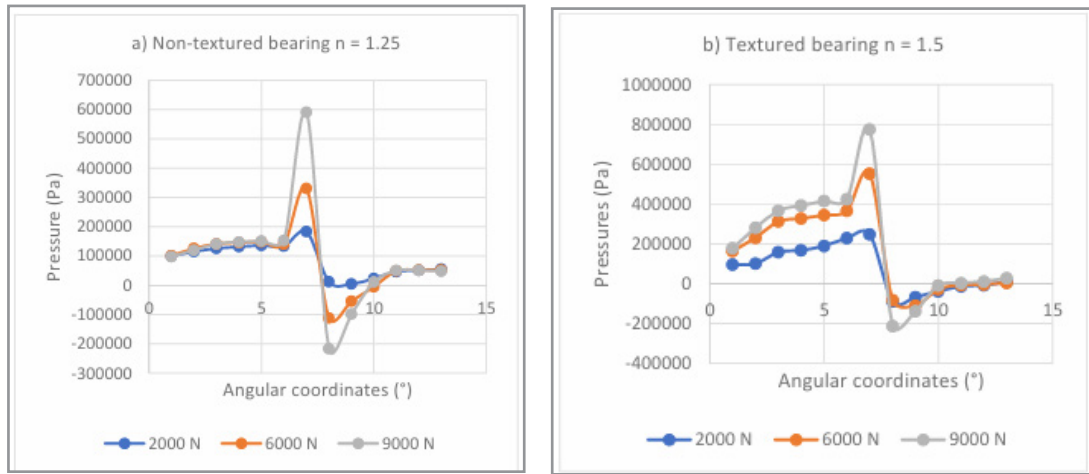 a) Non-textured bearing n = 1.25
700000
600000
500000
400000
300000
200000
100000
0
-100000
-200000
-300000
0
5
10
15
Pressure (Pa)
Angular coordinates (°)
2000 N
6000 N
9000 N
b) Textured bearing n = 1.5
1000000
800000
600000
400000
200000
0
-200000
-400000
0
5
10
15
Pressures (Pa)
Angular coordinates (°)
2000 N
6000 N
9000 N